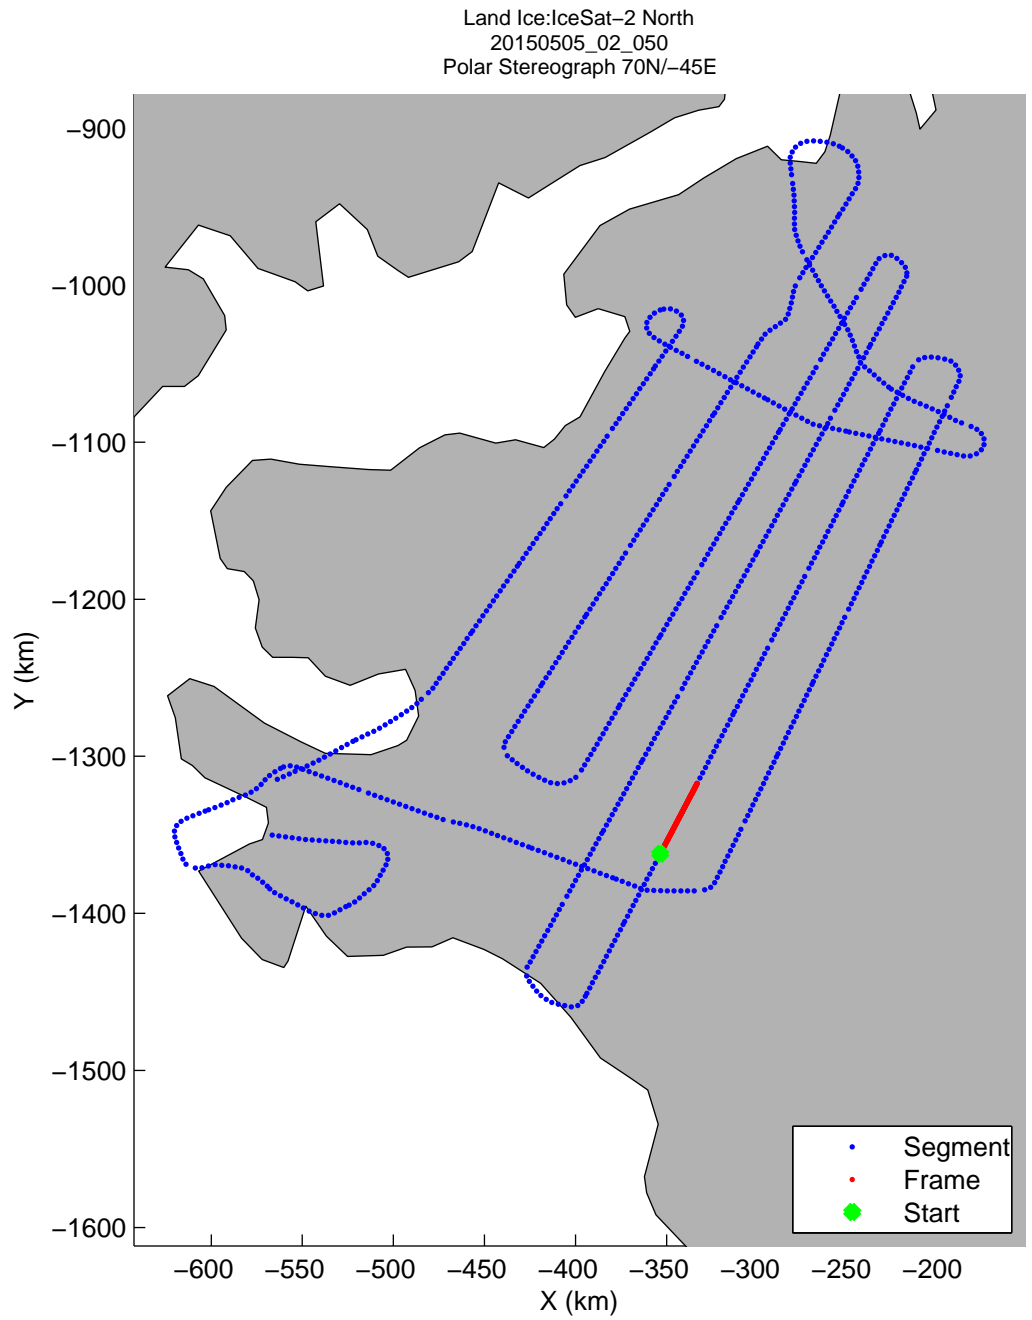 Land Ice:IceSat−2 North
20150505_02_050
Polar Stereograph 70N/−45E
−900
−1000
−1100
−1200
−1300
−1400
−1500
−1600
Y (km)
Segment
Frame
Start
−600 −550 −500 −450 −400 −350 −300 −250 −200
X (km)